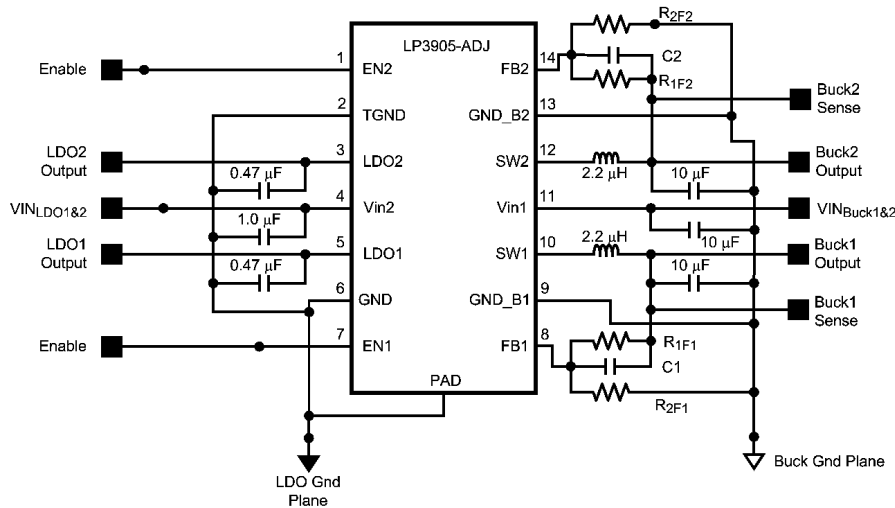 R2F2
LP3905-ADJ
Enable
1
EN2
FB2
14
C2
R1F2
2
TGND
GND_B2
13
Buck2
Sense
LDO2
Output
3
LDO2
SW2
12
2.2 µH
Buck2
Output
0.47 µF
10 µF
VINLDO1&2
4
Vin2
Vin1
11
VINBuck1&2
1.0 µF
10 µF
LDO1
Output
5
LDO1
SW1
10
2.2 µH
Buck1
Output
0.47 µF
10 µF
6
GND
GND_B1
9
Buck1
Sense
Enable
7
EN1
FB1
8
R1F1
C1
PAD
R2F1
LDO Gnd
Plane
Buck Gnd Plane